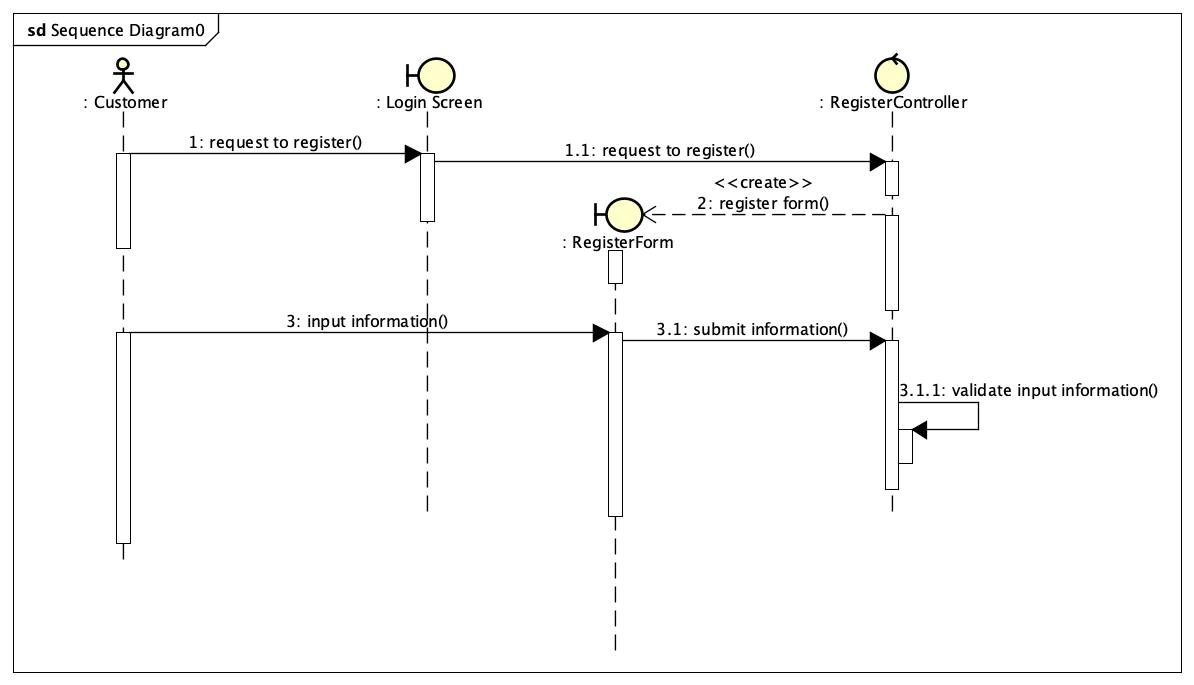 sd Sequence Diagram0
: Customer
: Login Screen
: RegisterController
1: request to register()
1.1: request to register()
<<create>>
2: register form()
: RegisterForm
3: input information()
3.1: submit information()
3.1.1: validate input information()